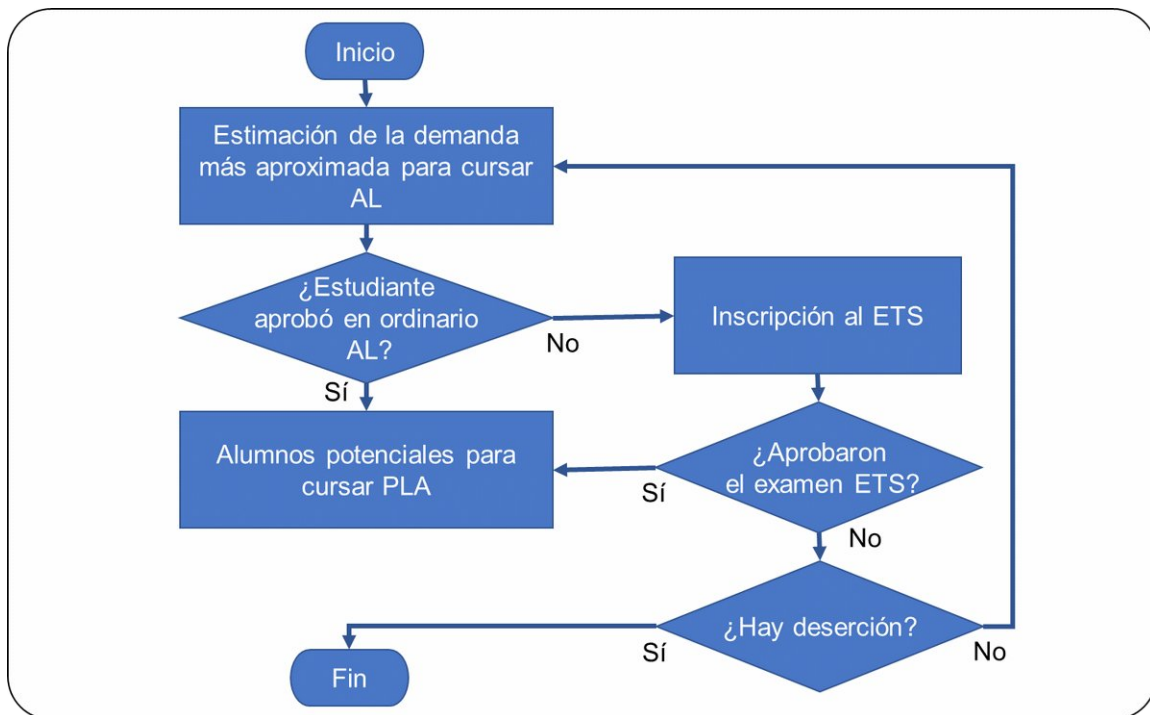 Inicio
Estimación de la demanda
más aproximada para cursar
AL
¿Estudiante
aprobó en ordinario
AL?
No
Sí
Inscripción al ETS
Alumnos potenciales para
cursar PLA
¿Aprobaron
el examen ETS?
Sí
No
¿Hay deserción?
Sí
No
Fin